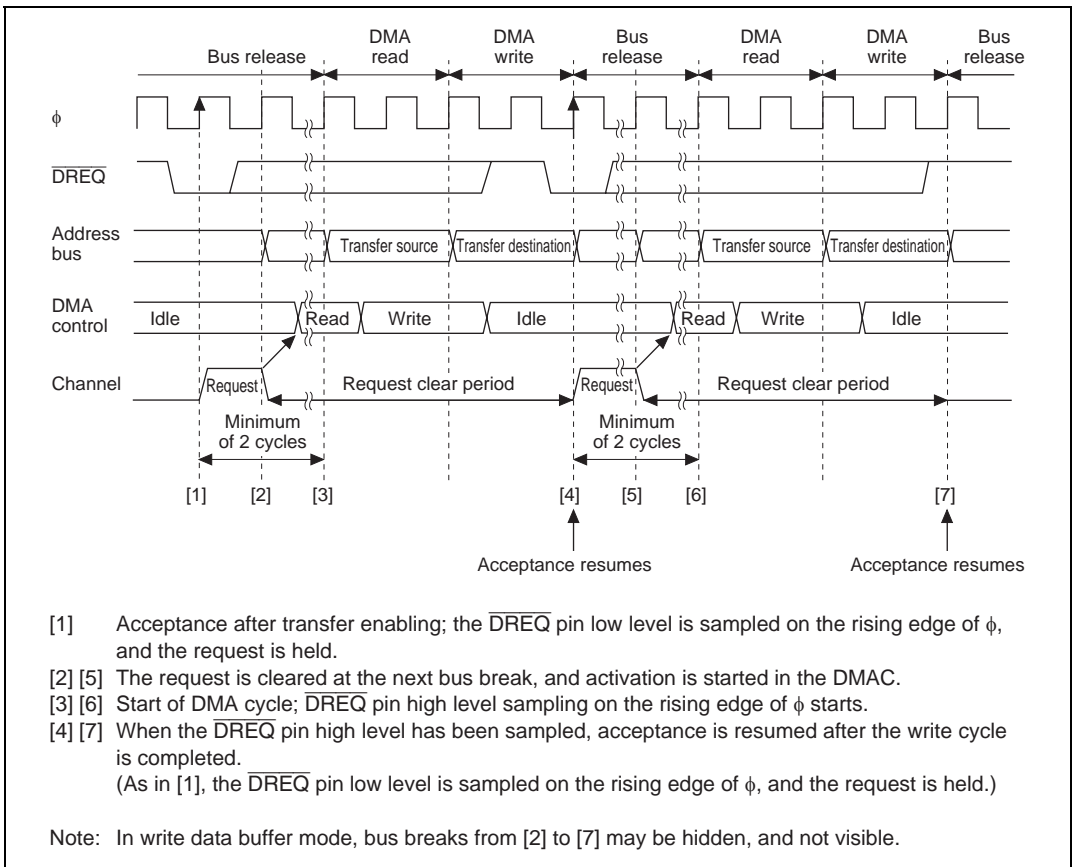 DMA DMA Bus DMA DMA Bus
Bus release read write release read write release
ϕ
DREQ
Address
bus
Transfer source Transfer destination Transfer source Transfer destination
DMA
control
Idle Read Write Idle Read Write Idle
Channel Request Request clear period Request Request clear period
Minimum Minimum
of 2 cycles of 2 cycles
[1] [2] [3] [4] [5] [6] [7]
Acceptance resumes Acceptance resumes
[1] Acceptance after transfer enabling; the DREQ pin low level is sampled on the rising edge of ϕ,
and the request is held.
[2] [5] The request is cleared at the next bus break, and activation is started in the DMAC.
[3] [6] Start of DMA cycle; DREQ pin high level sampling on the rising edge of ϕ starts.
[4] [7] When the DREQ pin high level has been sampled, acceptance is resumed after the write cycle
is completed.
(As in [1], the DREQ pin low level is sampled on the rising edge of ϕ, and the request is held.)
Note: In write data buffer mode, bus breaks from [2] to [7] may be hidden, and not visible.